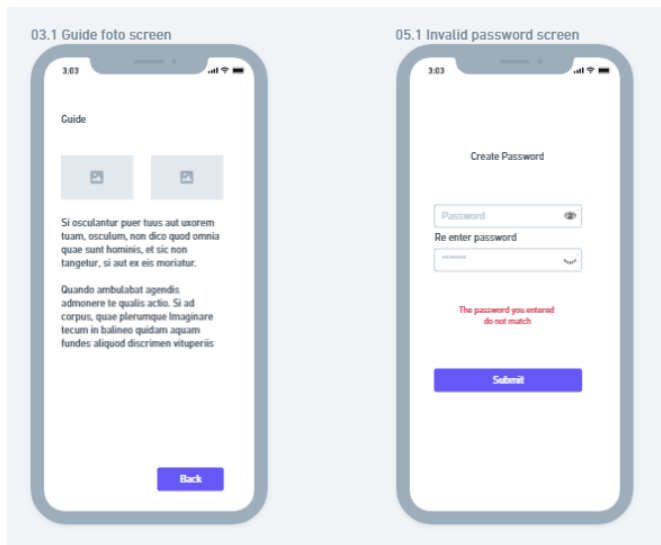 03.1 Guide foto screen
3:03
Guide
Si osculantur puer tuus aut uxorem
tuam, osculum, non dico quod omnia
quae sunt hominis, et sic non
tangetur, si aut ex eis moriatur.
Quando ambulabat agendis
admonere te qualis actio. Si ad
corpus, quae plerumque Imaginare
tecum in balineo quidam aquam
fundes aliquod discrimen vituperiis
Back
05.1 Invalid password screen
3:03
Create Password
Password
Re enter password
********
The password you entered
do not match
Submit